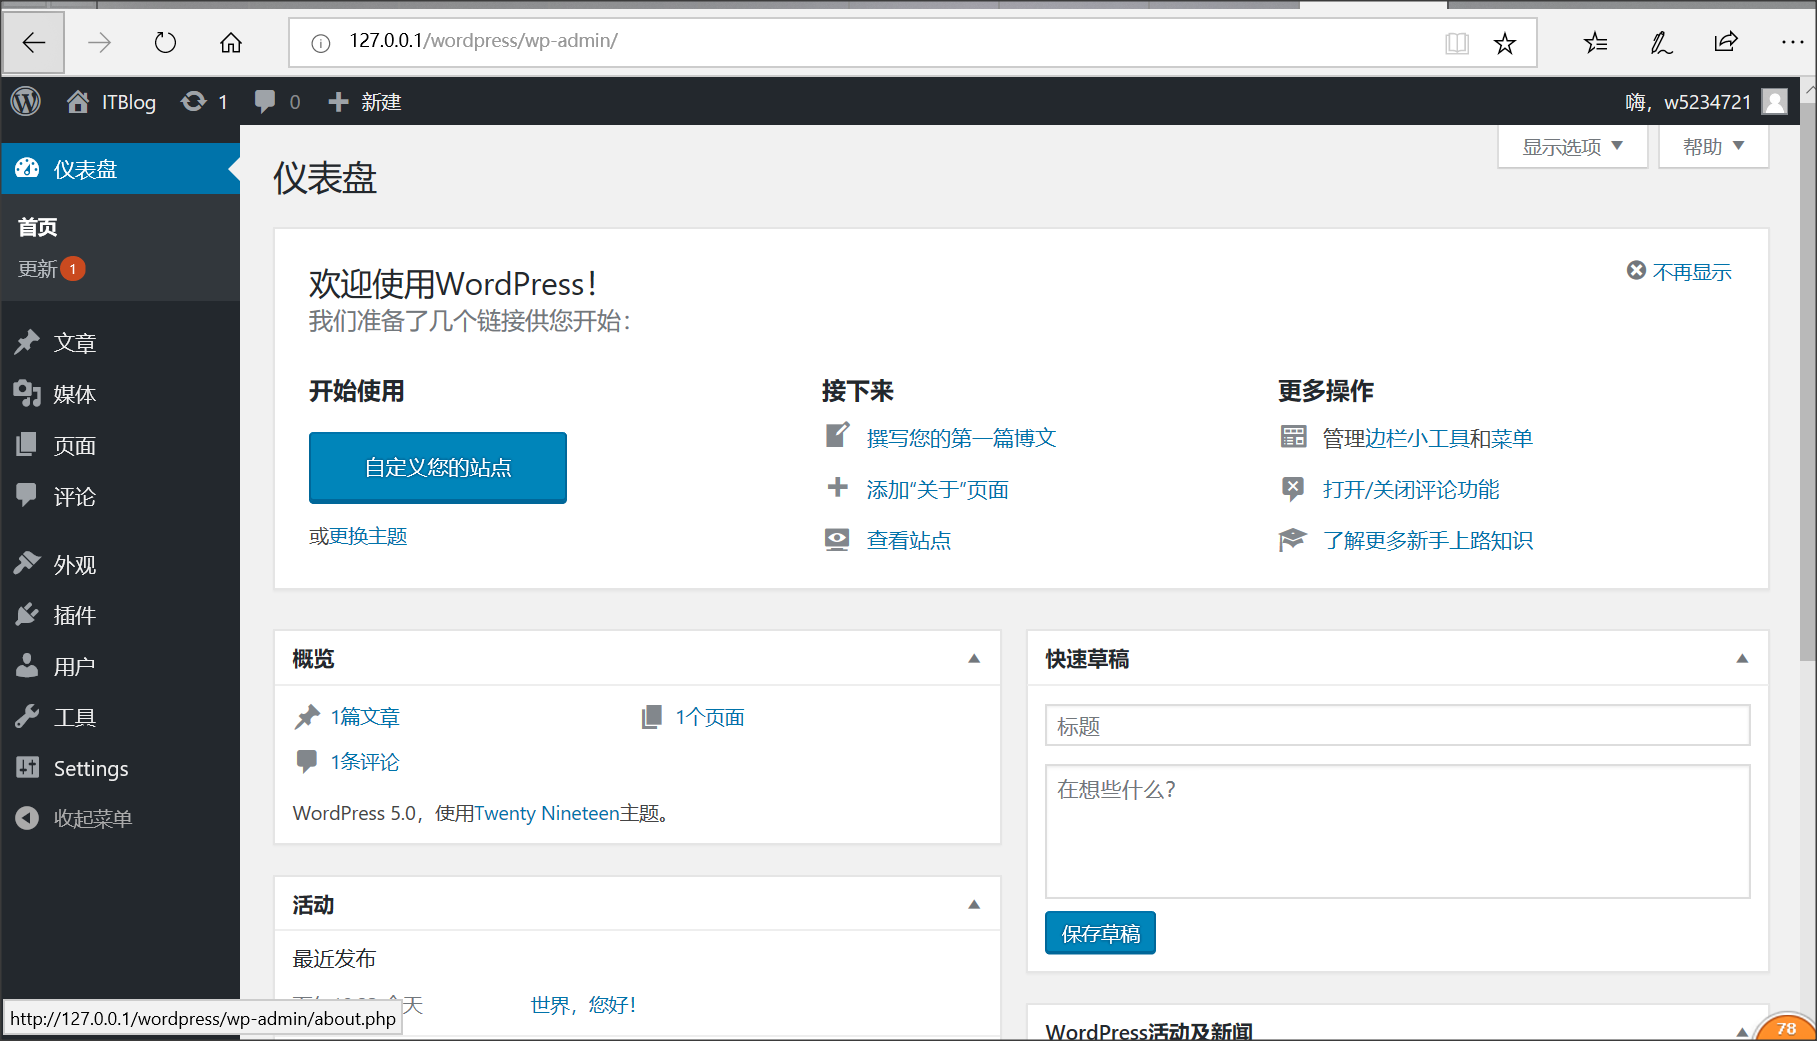 127.0.0.1/wordpress/wp-admin/
ITBlog 1 0 新建
嗨，w5234721
仪表盘
首页
更新 1
文章
媒体
页面
评论
外观
插件
用户
工具
Settings
收起菜单
显示选项 帮助
仪表盘
欢迎使用WordPress！
我们准备了几个链接供您开始：
不再显示
开始使用
自定义您的站点
或更换主题
接下来
撰写您的第一篇博文
添加“关于”页面
查看站点
更多操作
管理边栏小工具和菜单
打开/关闭评论功能
了解更多新手上路知识
概览
1篇文章 1个页面
1条评论
WordPress 5.0，使用Twenty Nineteen主题。
活动
最近发布
天 世界，您好！
快速草稿
标题
在想些什么？
保存草稿
WordPress活动及新闻
78
http://127.0.0.1/wordpress/wp-admin/about.php